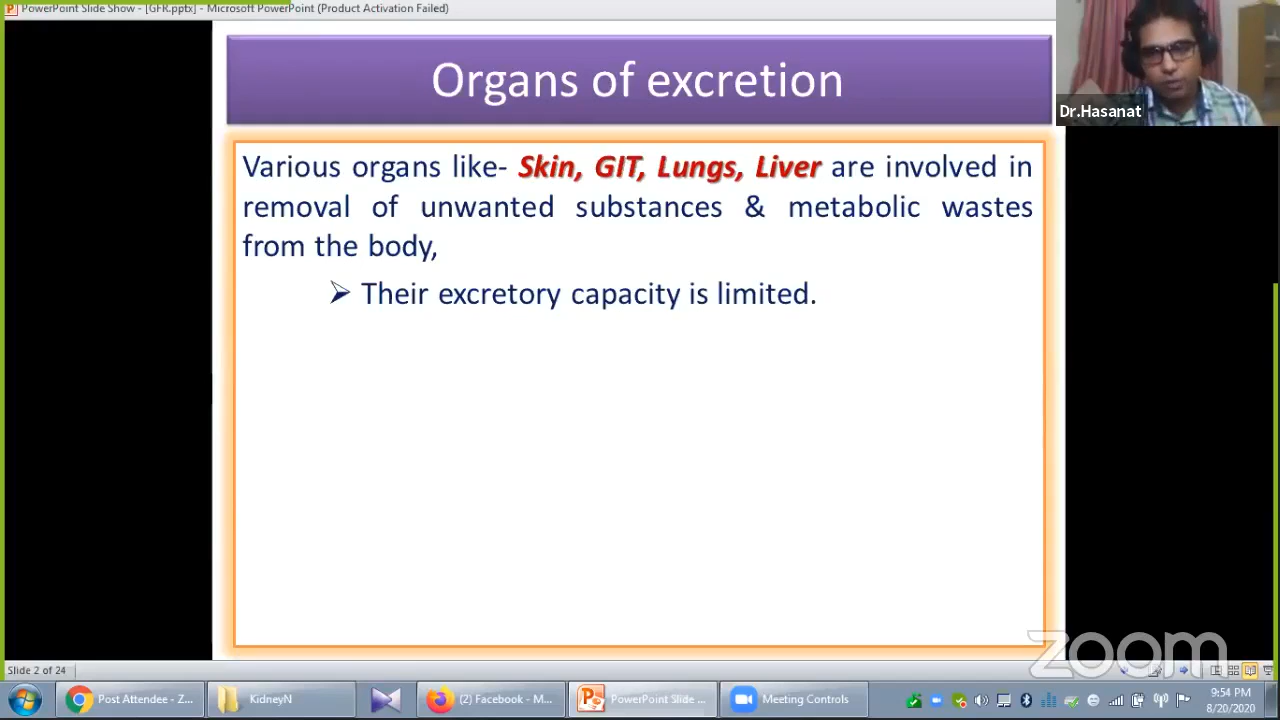 PowerPoint Slide Show - [GFR.pptx] - Microsoft PowerPoint (Product Activation Failed)
Organs of excretion
Dr.Hasanat
Various organs like- Skin, GIT, Lungs, Liver are involved in
removal of unwanted substances & metabolic wastes
from the body,
➢ Their excretory capacity is limited.
zoom
Slide 2 of 24
Post Attendee - Z...
KidneyN
(2) Facebook - M...
PowerPoint Slide ...
Meeting Controls
9:54 PM
8/20/2020